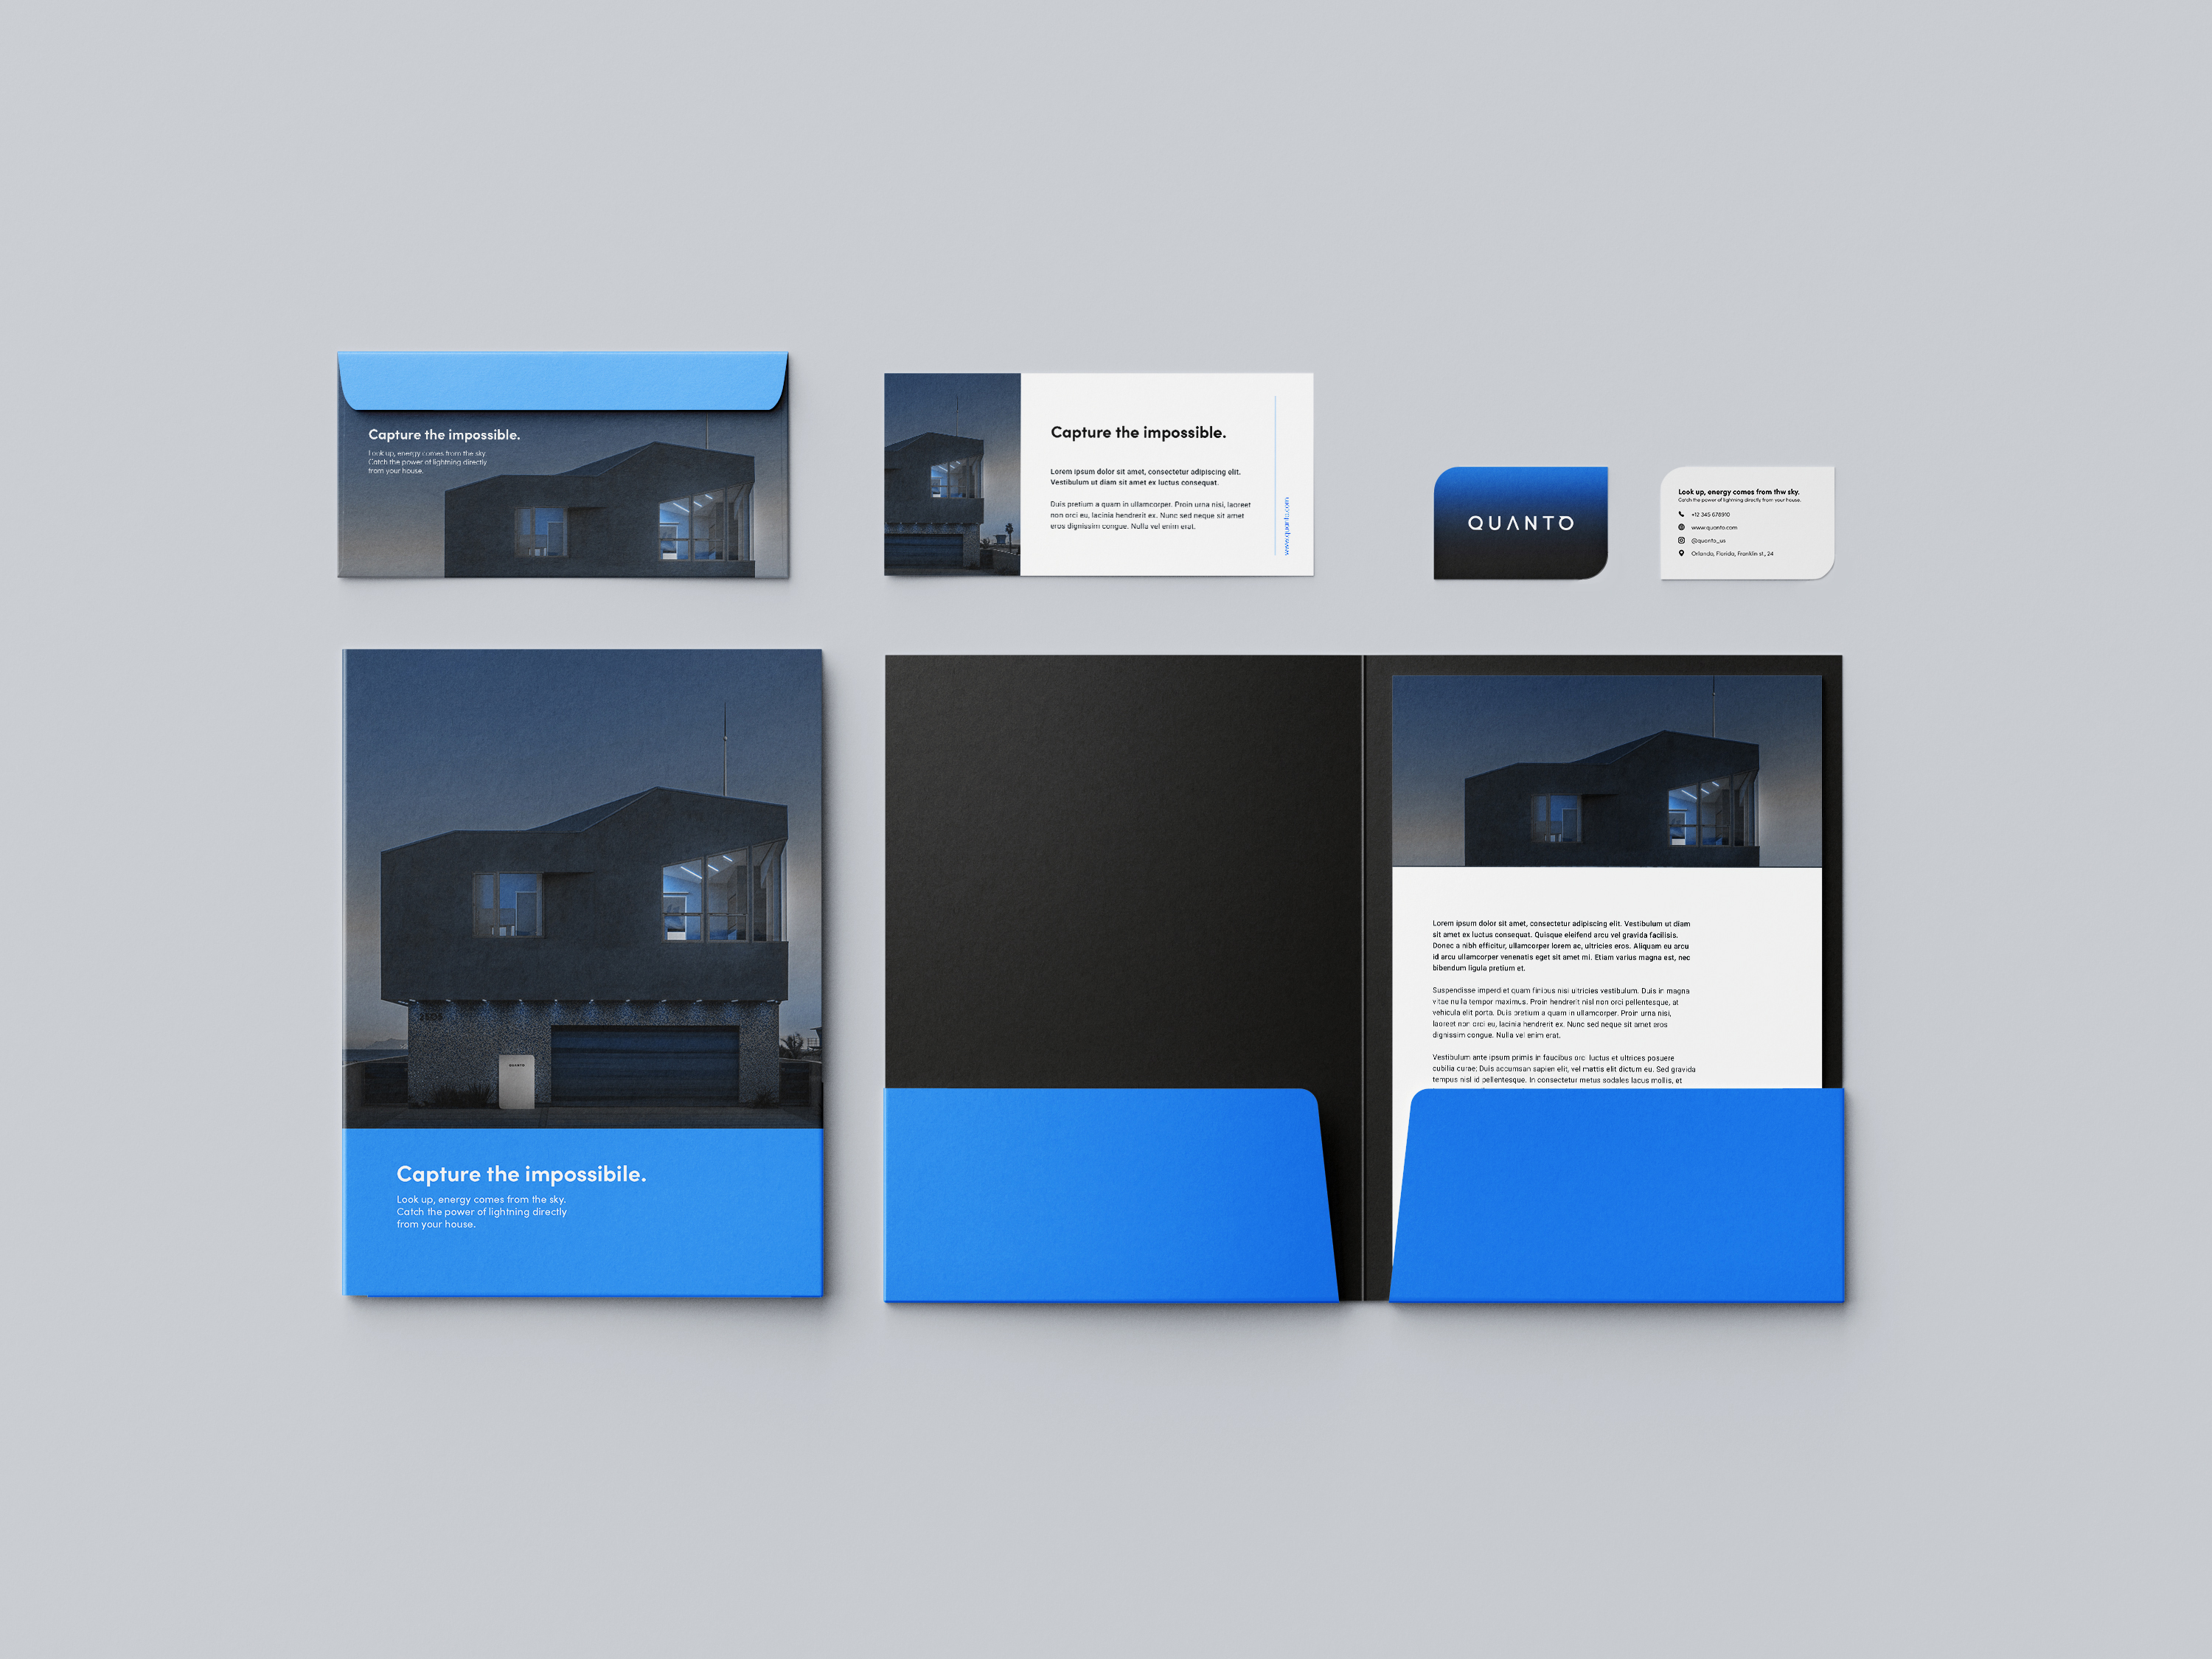 Capture the impossible.
Look up, energy comes from the sky.
Catch the power of lightning directly
from your house.
Capture the impossible.
Lorem ipsum dolor sit amet, consectetur adipiscing elit.
Vestibulum ut diam sit amet ex luctus consequat.
Duis pretium a quam in ullamcorper. Proin urna nisi, laoreet
non orci eu, lacinia hendrerit ex. Nunc sed neque sit amet
eros dignissim congue. Nulla vel enim erat.
www.quanto.com
QUANTO
Look up, energy comes from thw sky.
Catch the power of lightning directly from your house.
+12 345 678910
www.quanto.com
@quanto_us
Orlando, Florida, Franklin st., 24
2505
QUANTO
Capture the impossibile.
Look up, energy comes from the sky.
Catch the power of lightning directly
from your house.
Lorem ipsum dolor sit amet, consectetur adipiscing elit. Vestibulum ut diam
sit amet ex luctus consequat. Quisque eleifend arcu vel gravida facilisis.
Donec a nibh efficitur, ullamcorper lorem ac, ultricies eros. Aliquam eu arcu
id arcu ullamcorper venenatis eget sit amet mi. Etiam varius magna est, nec
bibendum ligula pretium et.
Suspendisse imperdiet quam finibus nisi ultricies vestibulum. Duis in magna
vitae nulla tempor maximus. Proin hendrerit nisl non orci pellentesque, at
vehicula elit porta. Duis pretium a quam in ullamcorper. Proin urna nisi,
laoreet non orci eu, lacinia hendrerit ex. Nunc sed neque sit amet eros
dignissim congue. Nulla vel enim erat.
Vestibulum ante ipsum primis in faucibus orci luctus et ultrices posuere
cubilia curae; Duis accumsan sapien elit, vel mattis elit dictum eu. Sed gravida
tempus nisl id pellentesque. In consectetur metus sodales lacus mollis, et